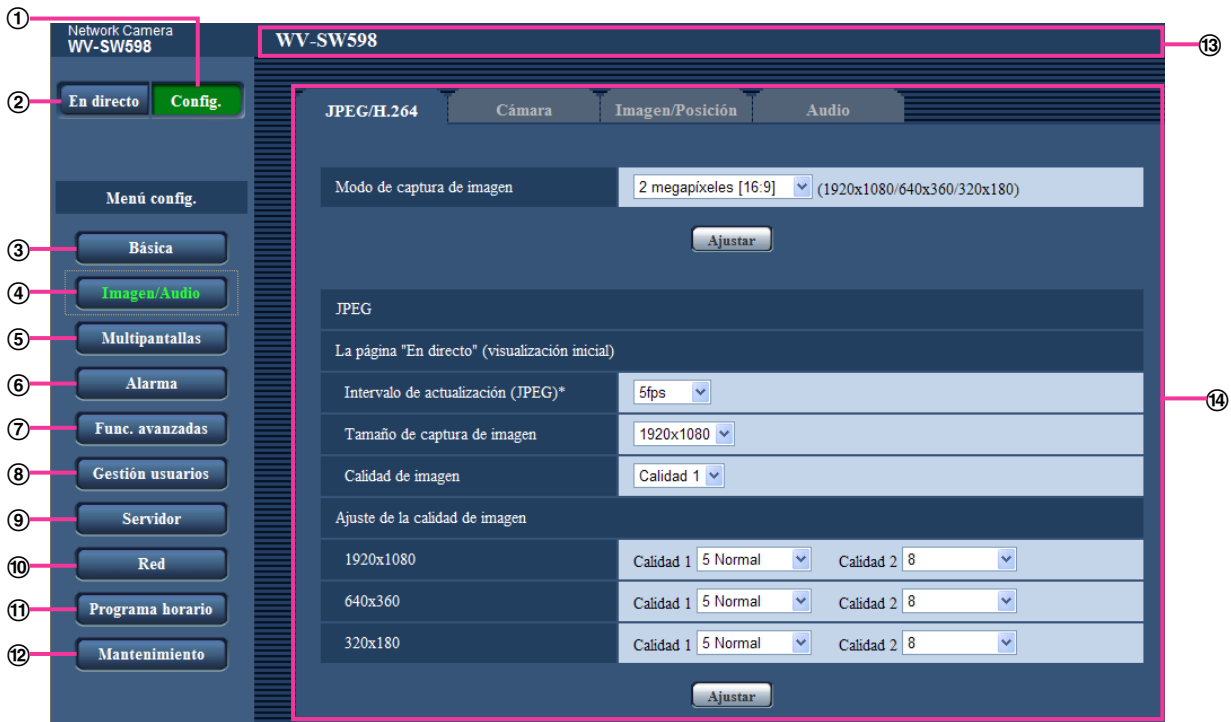 ①
Network Camera
WV-SW598
WV-SW598
⑬
② En directo Config.
JPEG/H.264 Cámara Imagen/Posición Audio
Menú config.
Modo de captura de imagen 2 megapíxeles [16:9] (1920x1080/640x360/320x180)
Ajustar
③ Básica
④ Imagen/Audio
⑤ Multipantallas
⑥ Alarma
⑦ Func. avanzadas
⑧ Gestión usuarios
⑨ Servidor
⑩ Red
⑪ Programa horario
⑫ Mantenimiento
JPEG
La página "En directo" (visualización inicial)
Intervalo de actualización (JPEG)* 5fps
⑭
Tamaño de captura de imagen 1920x1080
Calidad de imagen Calidad 1
Ajuste de la calidad de imagen
1920x1080 Calidad 1 5 Normal Calidad 2 8
640x360 Calidad 1 5 Normal Calidad 2 8
320x180 Calidad 1 5 Normal Calidad 2 8
Ajustar